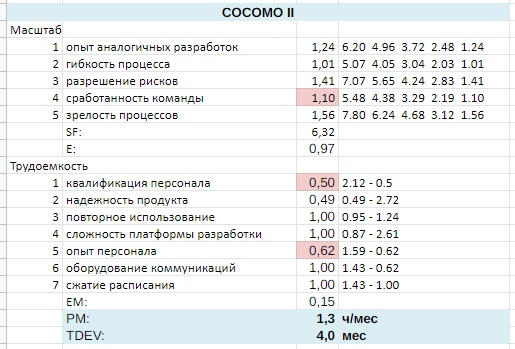 COCOMO II
Масштаб
1 опыт аналогичных разработок 1,24 6.20 4.96 3.72 2.48 1.24
2 гибкость процесса 1,01 5.07 4.05 3.04 2.03 1.01
3 разрешение рисков 1,41 7.07 5.65 4.24 2.83 1.41
4 сработанность команды 1,10 5.48 4.38 3.29 2.19 1.10
5 зрелость процессов 1,56 7.80 6.24 4.68 3.12 1.56
SF: 6,32
E: 0,97
Трудоемкость
1 квалификация персонала 0,50 2.12 - 0.5
2 надежность продукта 0,49 0.49 - 2.72
3 повторное использование 1,00 0.95 - 1.24
4 сложность платформы разработки 1,00 0.87 - 2.61
5 опыт персонала 0,62 1.59 - 0.62
6 оборудование коммуникаций 1,00 1.43 - 0.62
7 сжатие расписания 1,00 1.43 - 1.00
EM: 0,15
PM: 1,3 ч/мес
TDEV: 4,0 мес